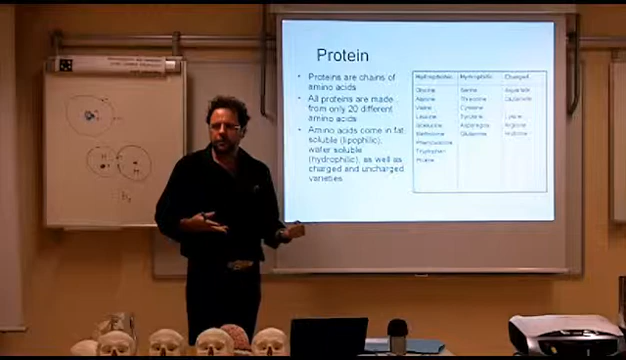 Protein
• Proteins are chains of
amino acids
• All proteins are made
from only 20 different
amino acids
• Amino acids come in fat
soluble (lipophilic),
water soluble
(hydrophilic), as well as
charged and uncharged
varieties
Hydrophobic Hydrophilic Charged
Glycine Serine Aspartate
Alanine Threonine Glutamate
Valine Cysteine
Leucine Tyrosine Lysine
Isoleucine Asparagine Arginine
Methionine Glutamine Histidine
Phenylalanine
Tryptophan
Proline